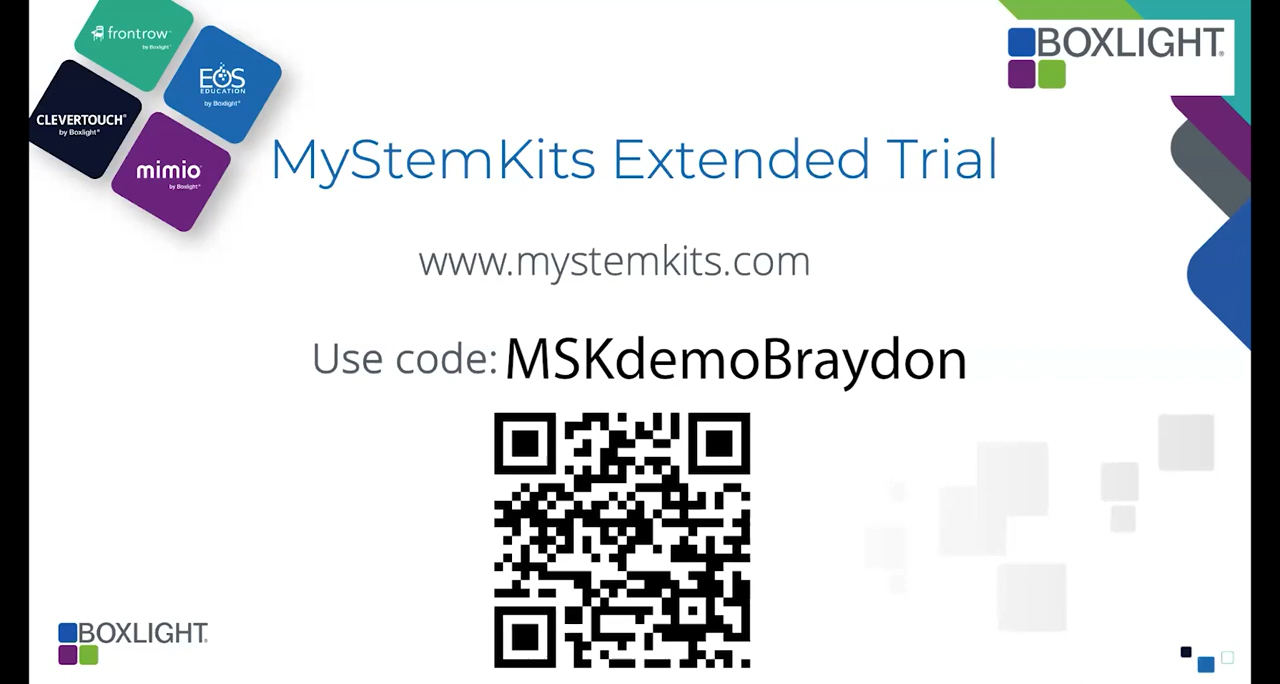 frontrow
by Boxlight®
EOS
EDUCATION
by Boxlight®
CLEVERTOUCH®
by Boxlight®
mimio®
by Boxlight®
BOXLIGHT®
MyStemKits Extended Trial
www.mystemkits.com
Use code: MSKdemoBraydon
BOXLIGHT®